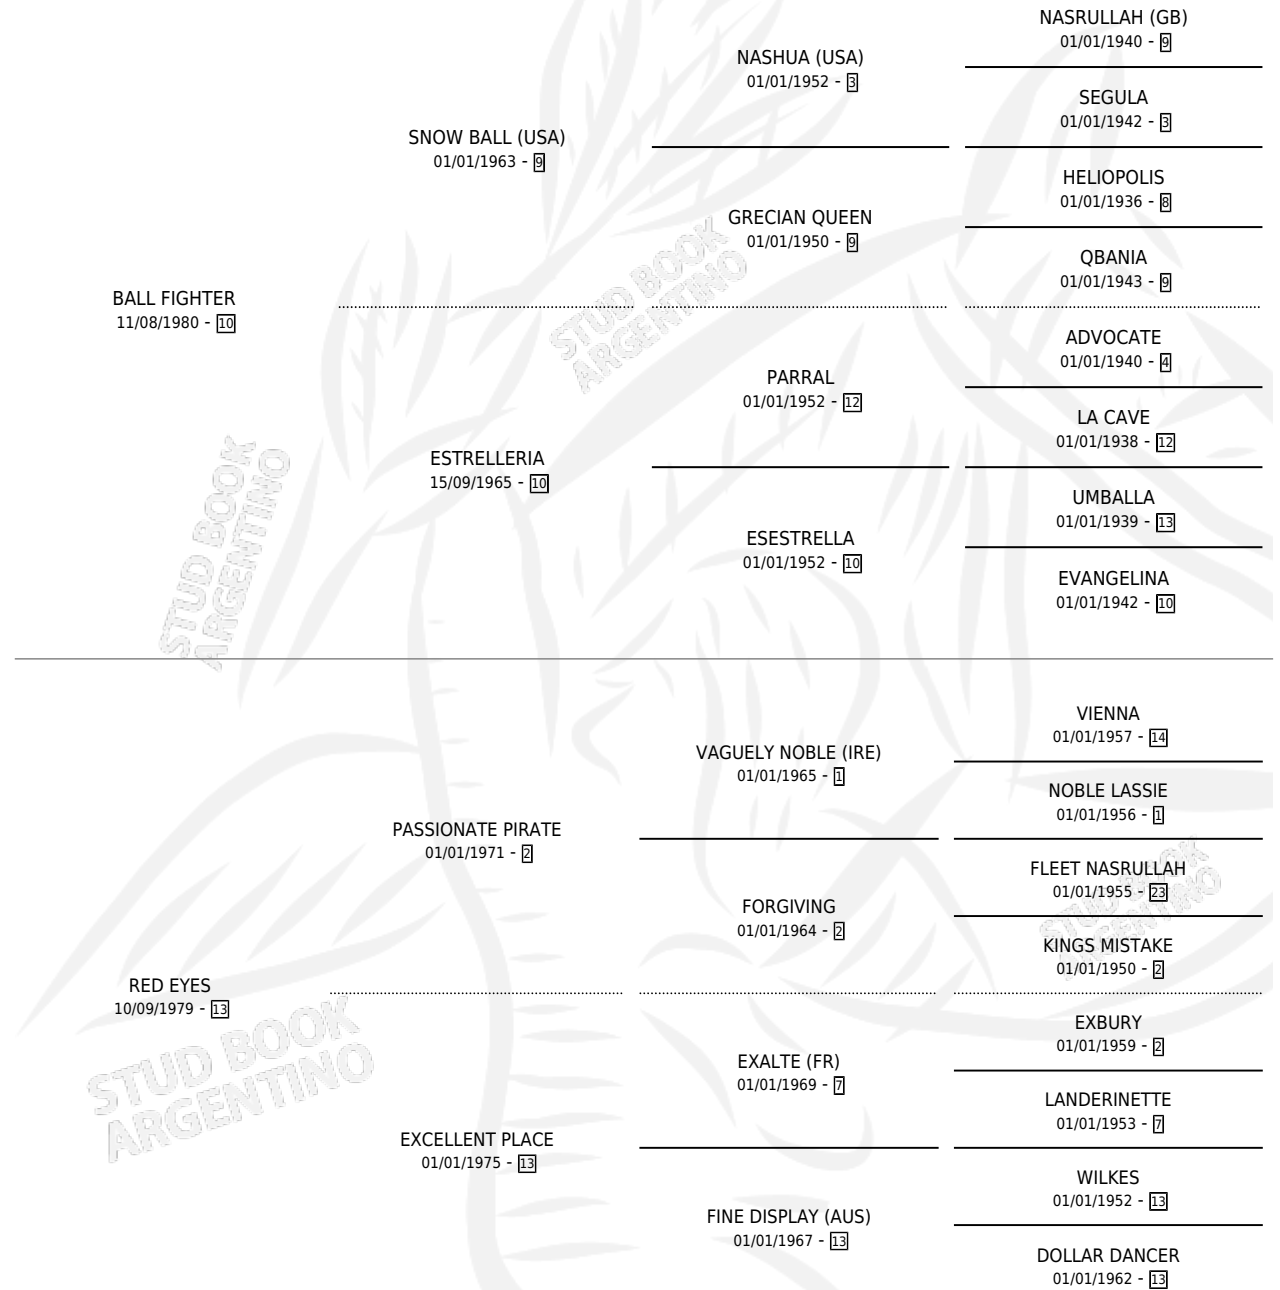 NASRULLAH (GB)
01/01/1940 - 9
NASHUA (USA)
01/01/1952 - 3
SEGULA
01/01/1942 - 3
SNOW BALL (USA)
01/01/1963 - 9
HELIOPOLIS
01/01/1936 - 8
GRECIAN QUEEN
01/01/1950 - 9
QBANIA
01/01/1943 - 9
BALL FIGHTER
11/08/1980 - 10
STUD BOOK
ARGENTINO
ADVOCATE
01/01/1940 - 4
PARRAL
01/01/1952 - 12
LA CAVE
01/01/1938 - 12
ESTRELLERIA
15/09/1965 - 10
UMBALLA
01/01/1939 - 13
ESESTRELLA
01/01/1952 - 10
EVANGELINA
01/01/1942 - 10
STUD BOOK
ARGENTINO
VIENNA
01/01/1957 - 14
VAGUELY NOBLE (IRE)
01/01/1965 - 1
NOBLE LASSIE
01/01/1956 - 1
PASSIONATE PIRATE
01/01/1971 - 2
FLEET NASRULLAH
01/01/1955 - 23
STUD BOOK
ARGENTINO
FORGIVING
01/01/1964 - 2
KINGS MISTAKE
01/01/1950 - 2
RED EYES
10/09/1979 - 13
STUD BOOK
ARGENTINO
EXBURY
01/01/1959 - 2
EXALTE (FR)
01/01/1969 - 7
LANDERINETTE
01/01/1953 - 7
EXCELLENT PLACE
01/01/1975 - 13
WILKES
01/01/1952 - 13
FINE DISPLAY (AUS)
01/01/1967 - 13
DOLLAR DANCER
01/01/1962 - 13